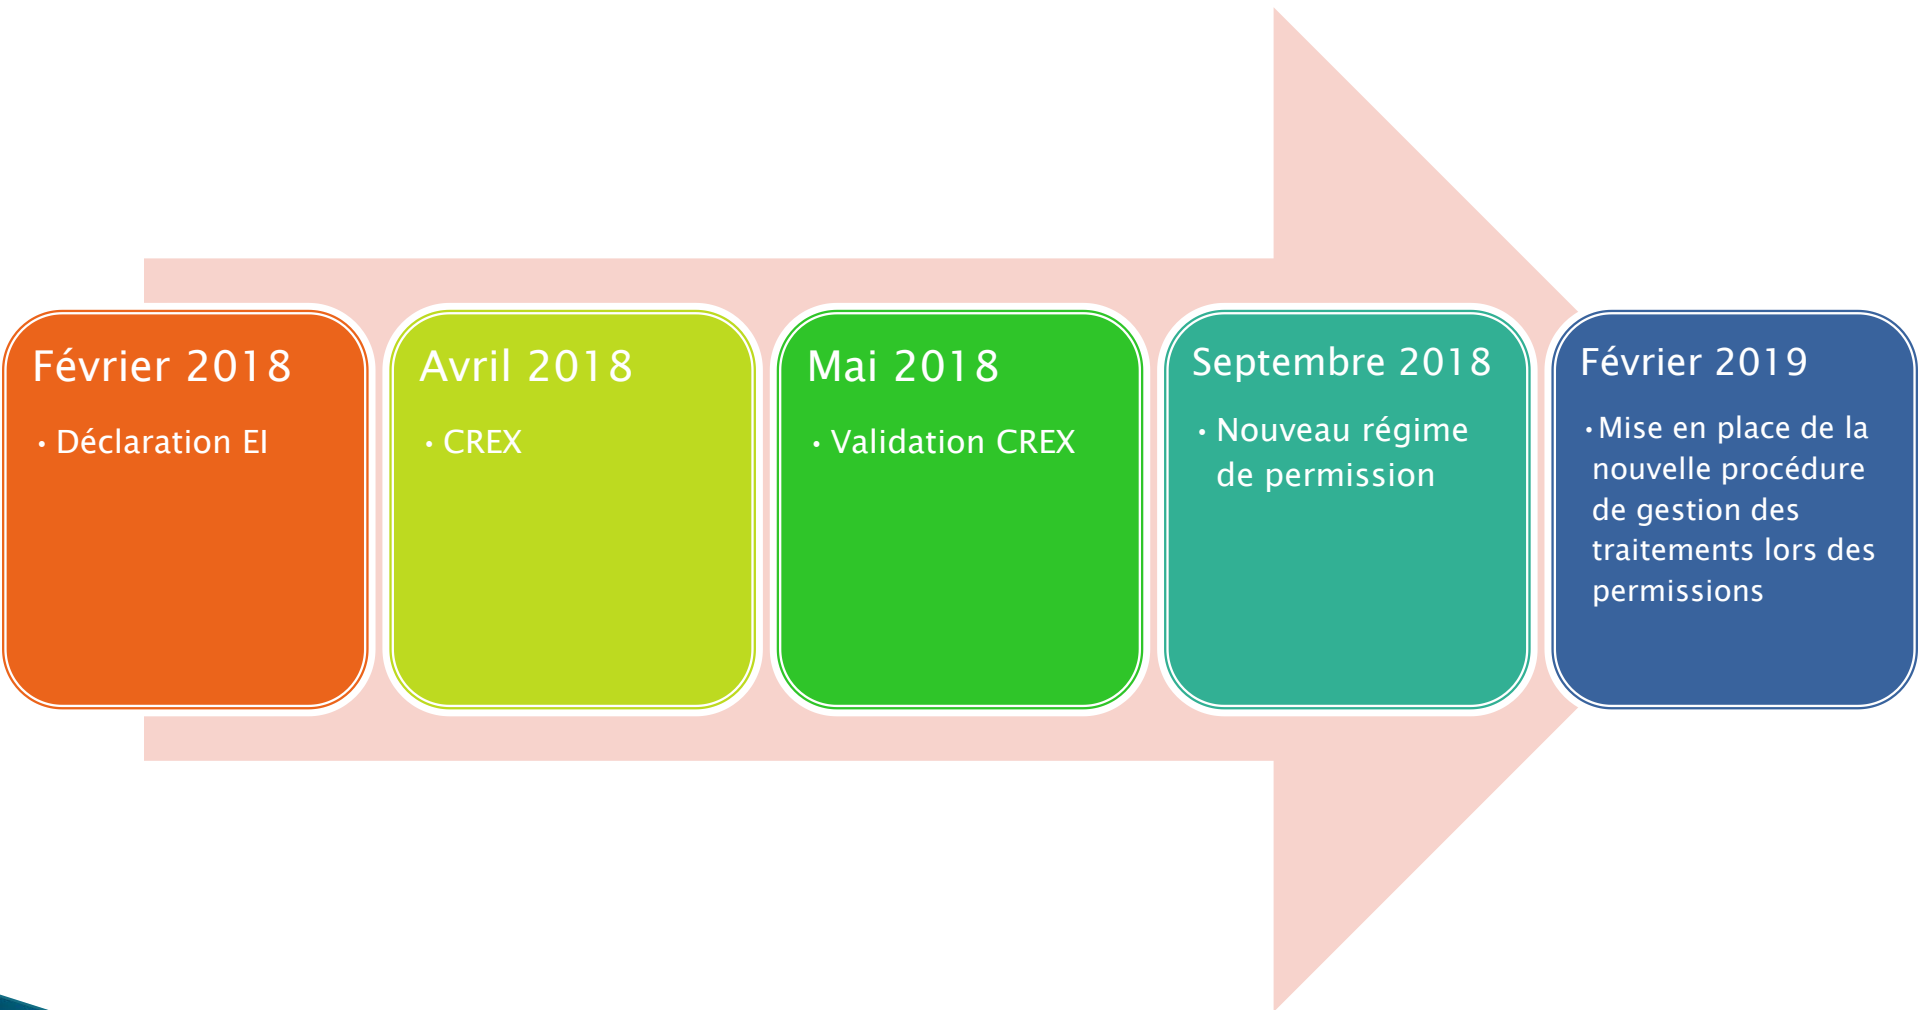 Février 2018
• Déclaration EI
Avril 2018
• CREX
Mai 2018
• Validation CREX
Septembre 2018
• Nouveau régime
de permission
Février 2019
• Mise en place de la
nouvelle procédure
de gestion des
traitements lors des
permissions